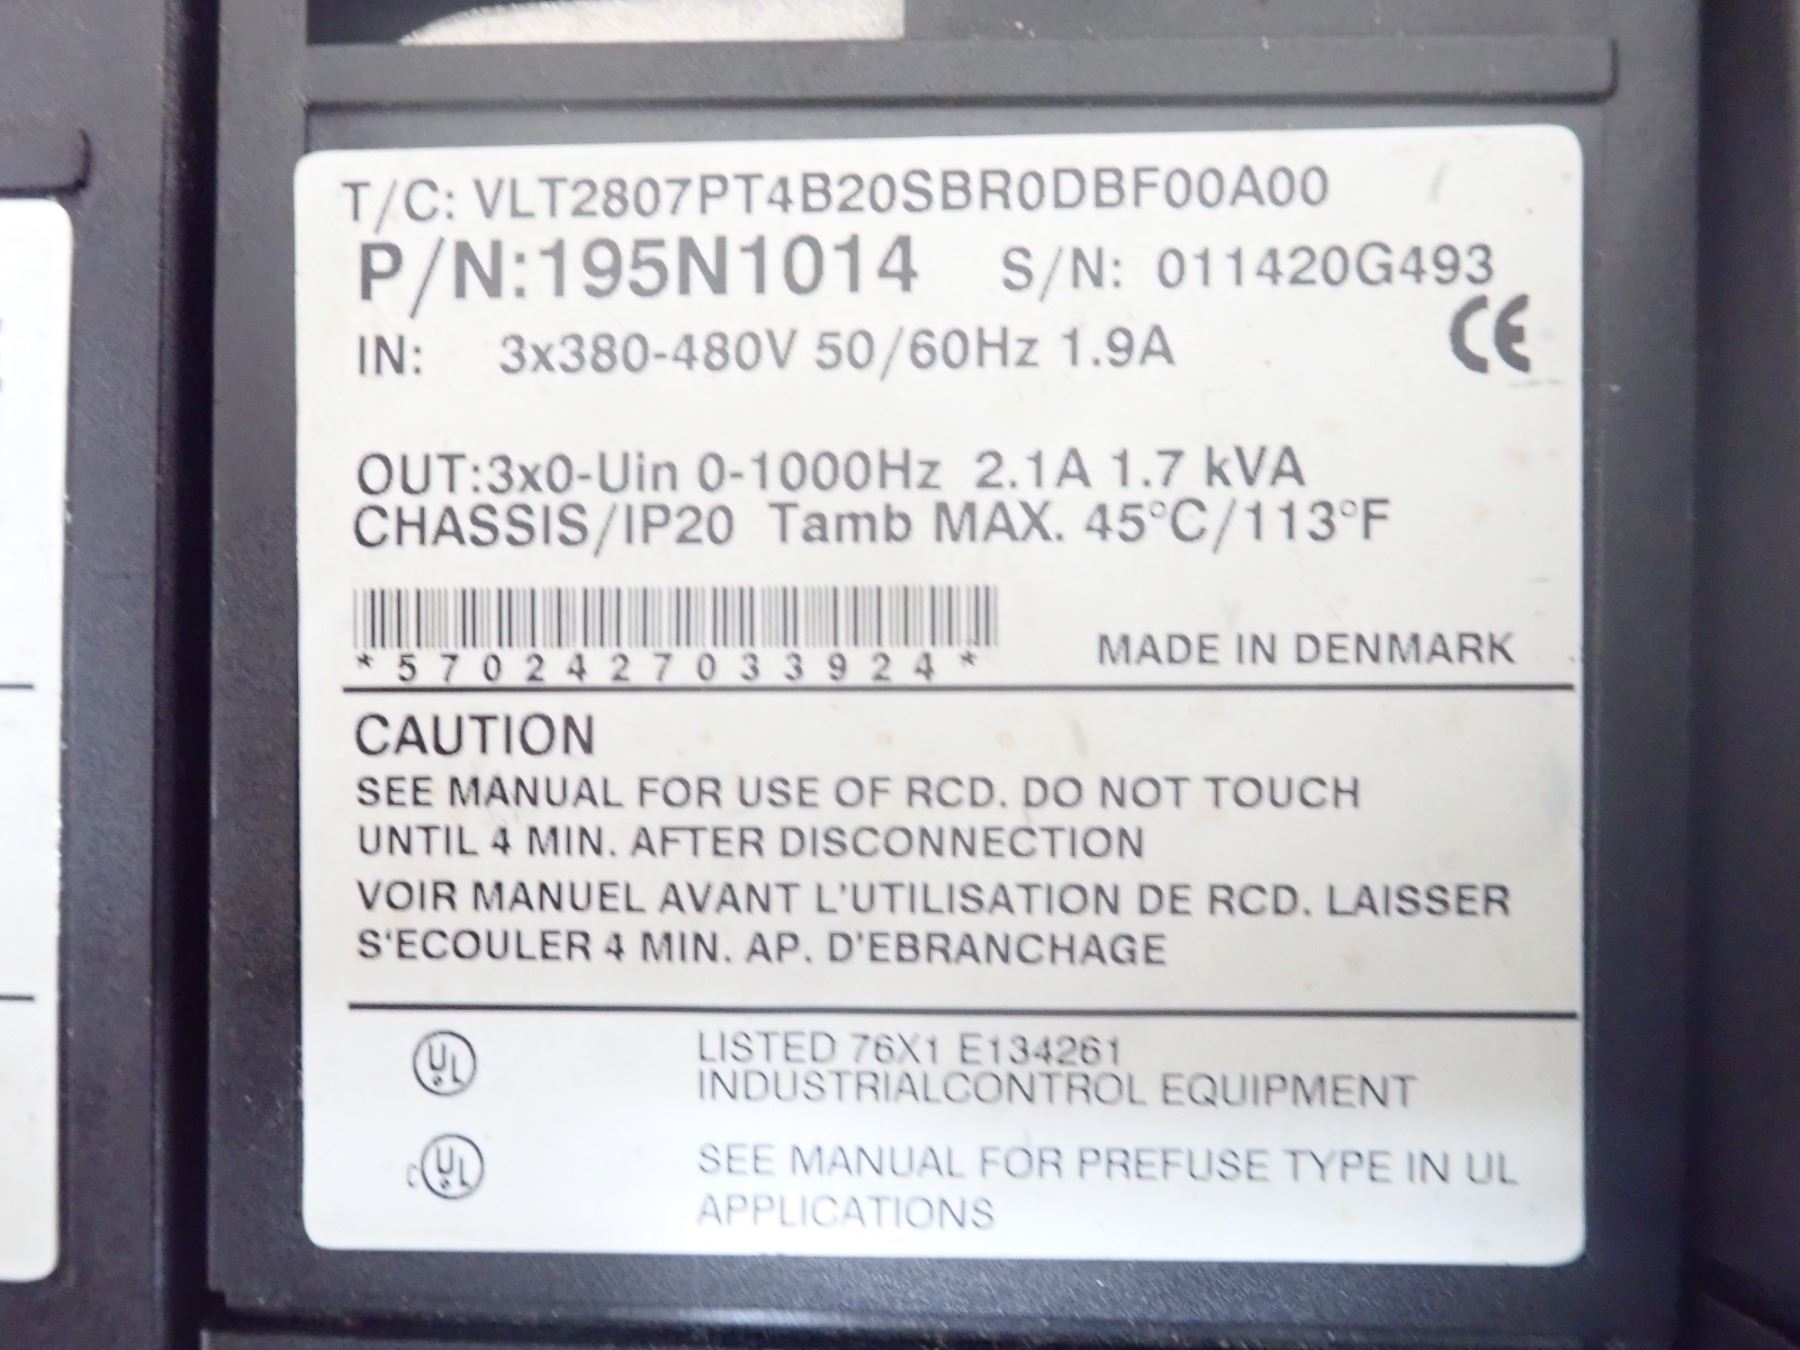 T/C: VLT2807PT4B20SBR0DBF00A00
P/N:195N1014 S/N: 011420G493
CE
IN: 3x380-480V 50/60Hz 1.9A
OUT:3x0-Uin 0-1000Hz 2.1A 1.7 kVA
CHASSIS/IP20 Tamb MAX. 45°C/113°F
*5702427033924*
MADE IN DENMARK
CAUTION
SEE MANUAL FOR USE OF RCD. DO NOT TOUCH
UNTIL 4 MIN. AFTER DISCONNECTION
VOIR MANUEL AVANT L'UTILISATION DE RCD. LAISSER
S'ECOULER 4 MIN. AP. D'EBRANCHAGE
UL
LISTED 76X1 E134261
INDUSTRIALCONTROL EQUIPMENT
c UL
SEE MANUAL FOR PREFUSE TYPE IN UL
APPLICATIONS